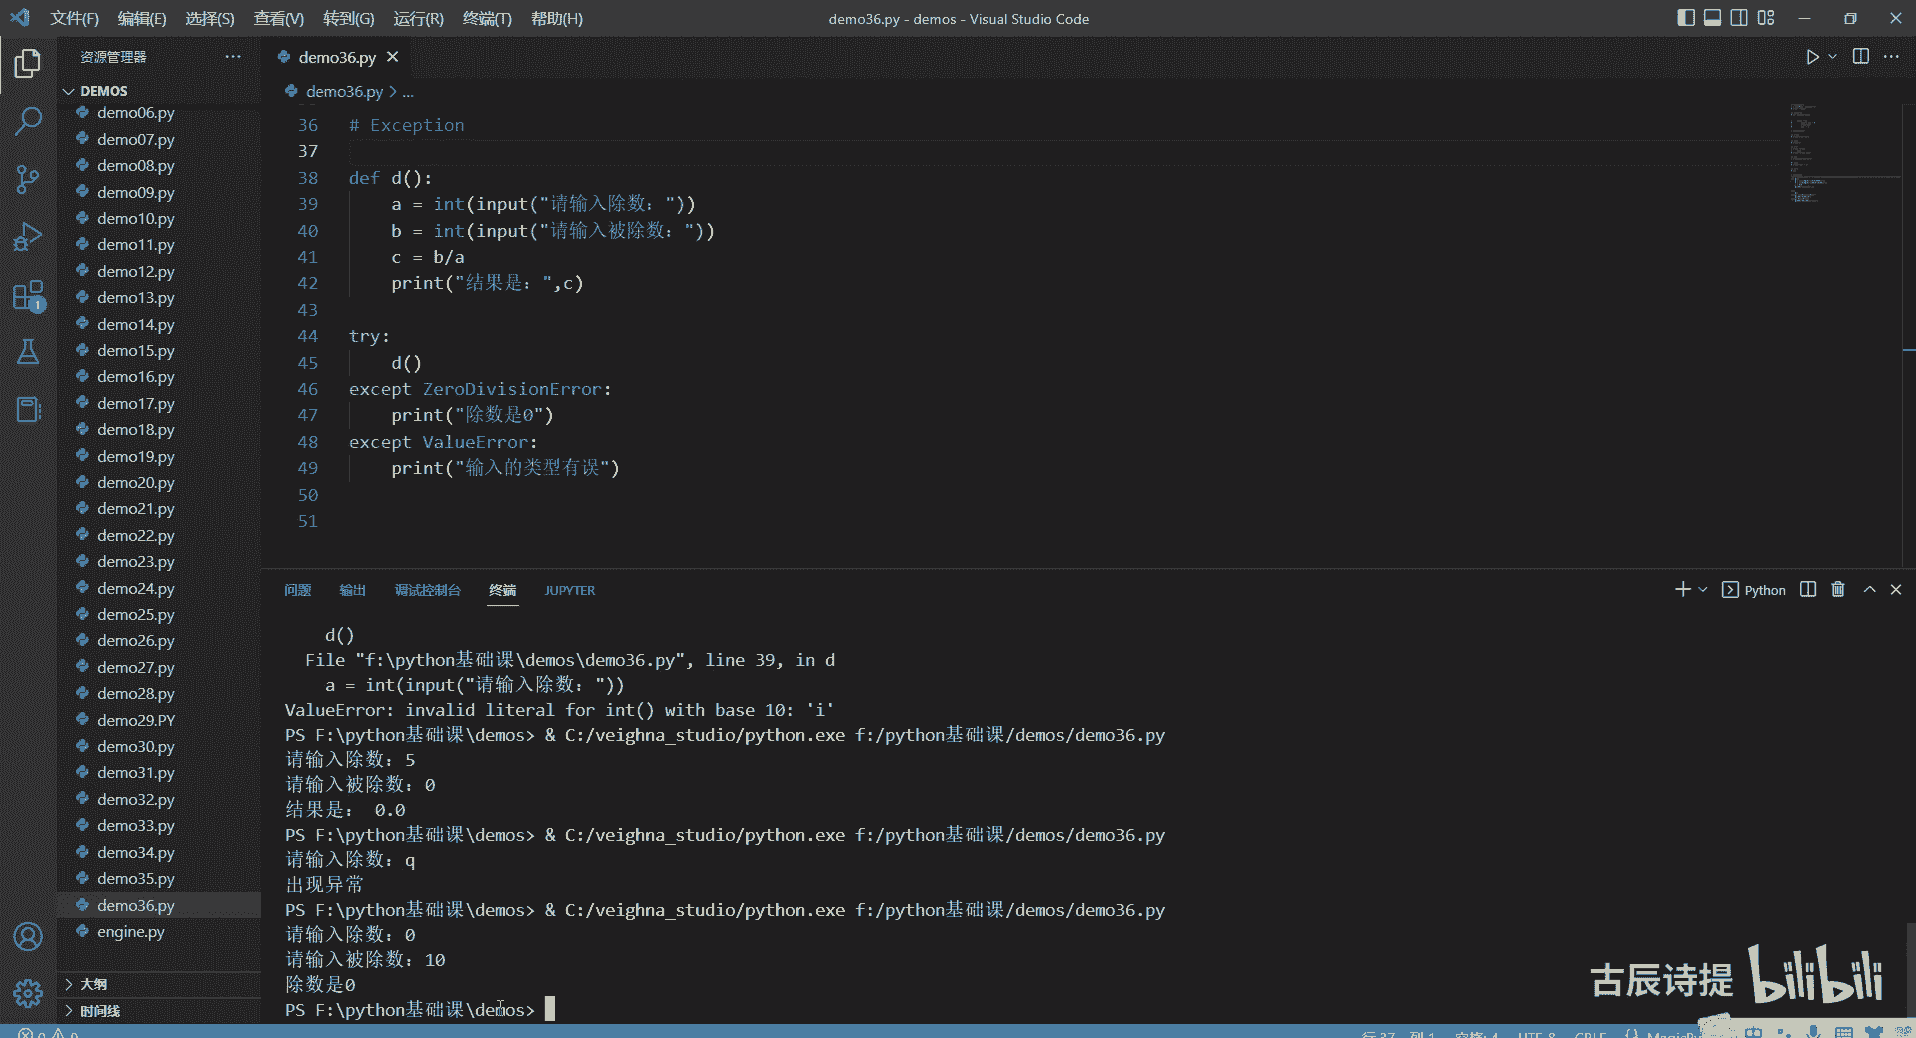 文件(F) 编辑(E) 选择(S) 查看(V) 转到(G) 运行(R) 终端(T) 帮助(H) demo36.py - demos - Visual Studio Code
资源管理器
demo36.py
DEMOS
demo36.py > ...
demo06.py
demo07.py
demo08.py
demo09.py
demo10.py
demo11.py
demo12.py
demo13.py
demo14.py
demo15.py
demo16.py
demo17.py
demo18.py
demo19.py
demo20.py
demo21.py
demo22.py
demo23.py
demo24.py
demo25.py
demo26.py
demo27.py
demo28.py
demo29.PY
demo30.py
demo31.py
demo32.py
demo33.py
demo34.py
demo35.py
demo36.py
engine.py
大纲
时间线
1
36 # Exception
37
38 def d():
39 a = int(input("请输入除数："))
40 b = int(input("请输入被除数："))
41 c = b/a
42 print("结果是：",c)
43
44 try:
45 d()
46 except ZeroDivisionError:
47 print("除数是0")
48 except ValueError:
49 print("输入的类型有误")
50
51
问题 输出 调试控制台 终端 JUPYTER
Python
d()
File "f:\python基础课\demos\demo36.py", line 39, in d
a = int(input("请输入除数："))
ValueError: invalid literal for int() with base 10: 'i'
PS F:\python基础课\demos> & C:/veighna_studio/python.exe f:/python基础课/demos/demo36.py
请输入除数：5
请输入被除数：0
结果是： 0.0
PS F:\python基础课\demos> & C:/veighna_studio/python.exe f:/python基础课/demos/demo36.py
请输入除数：q
出现异常
PS F:\python基础课\demos> & C:/veighna_studio/python.exe f:/python基础课/demos/demo36.py
请输入除数：0
请输入被除数：10
除数是0
PS F:\python基础课\demos>
古辰诗提 bilibili